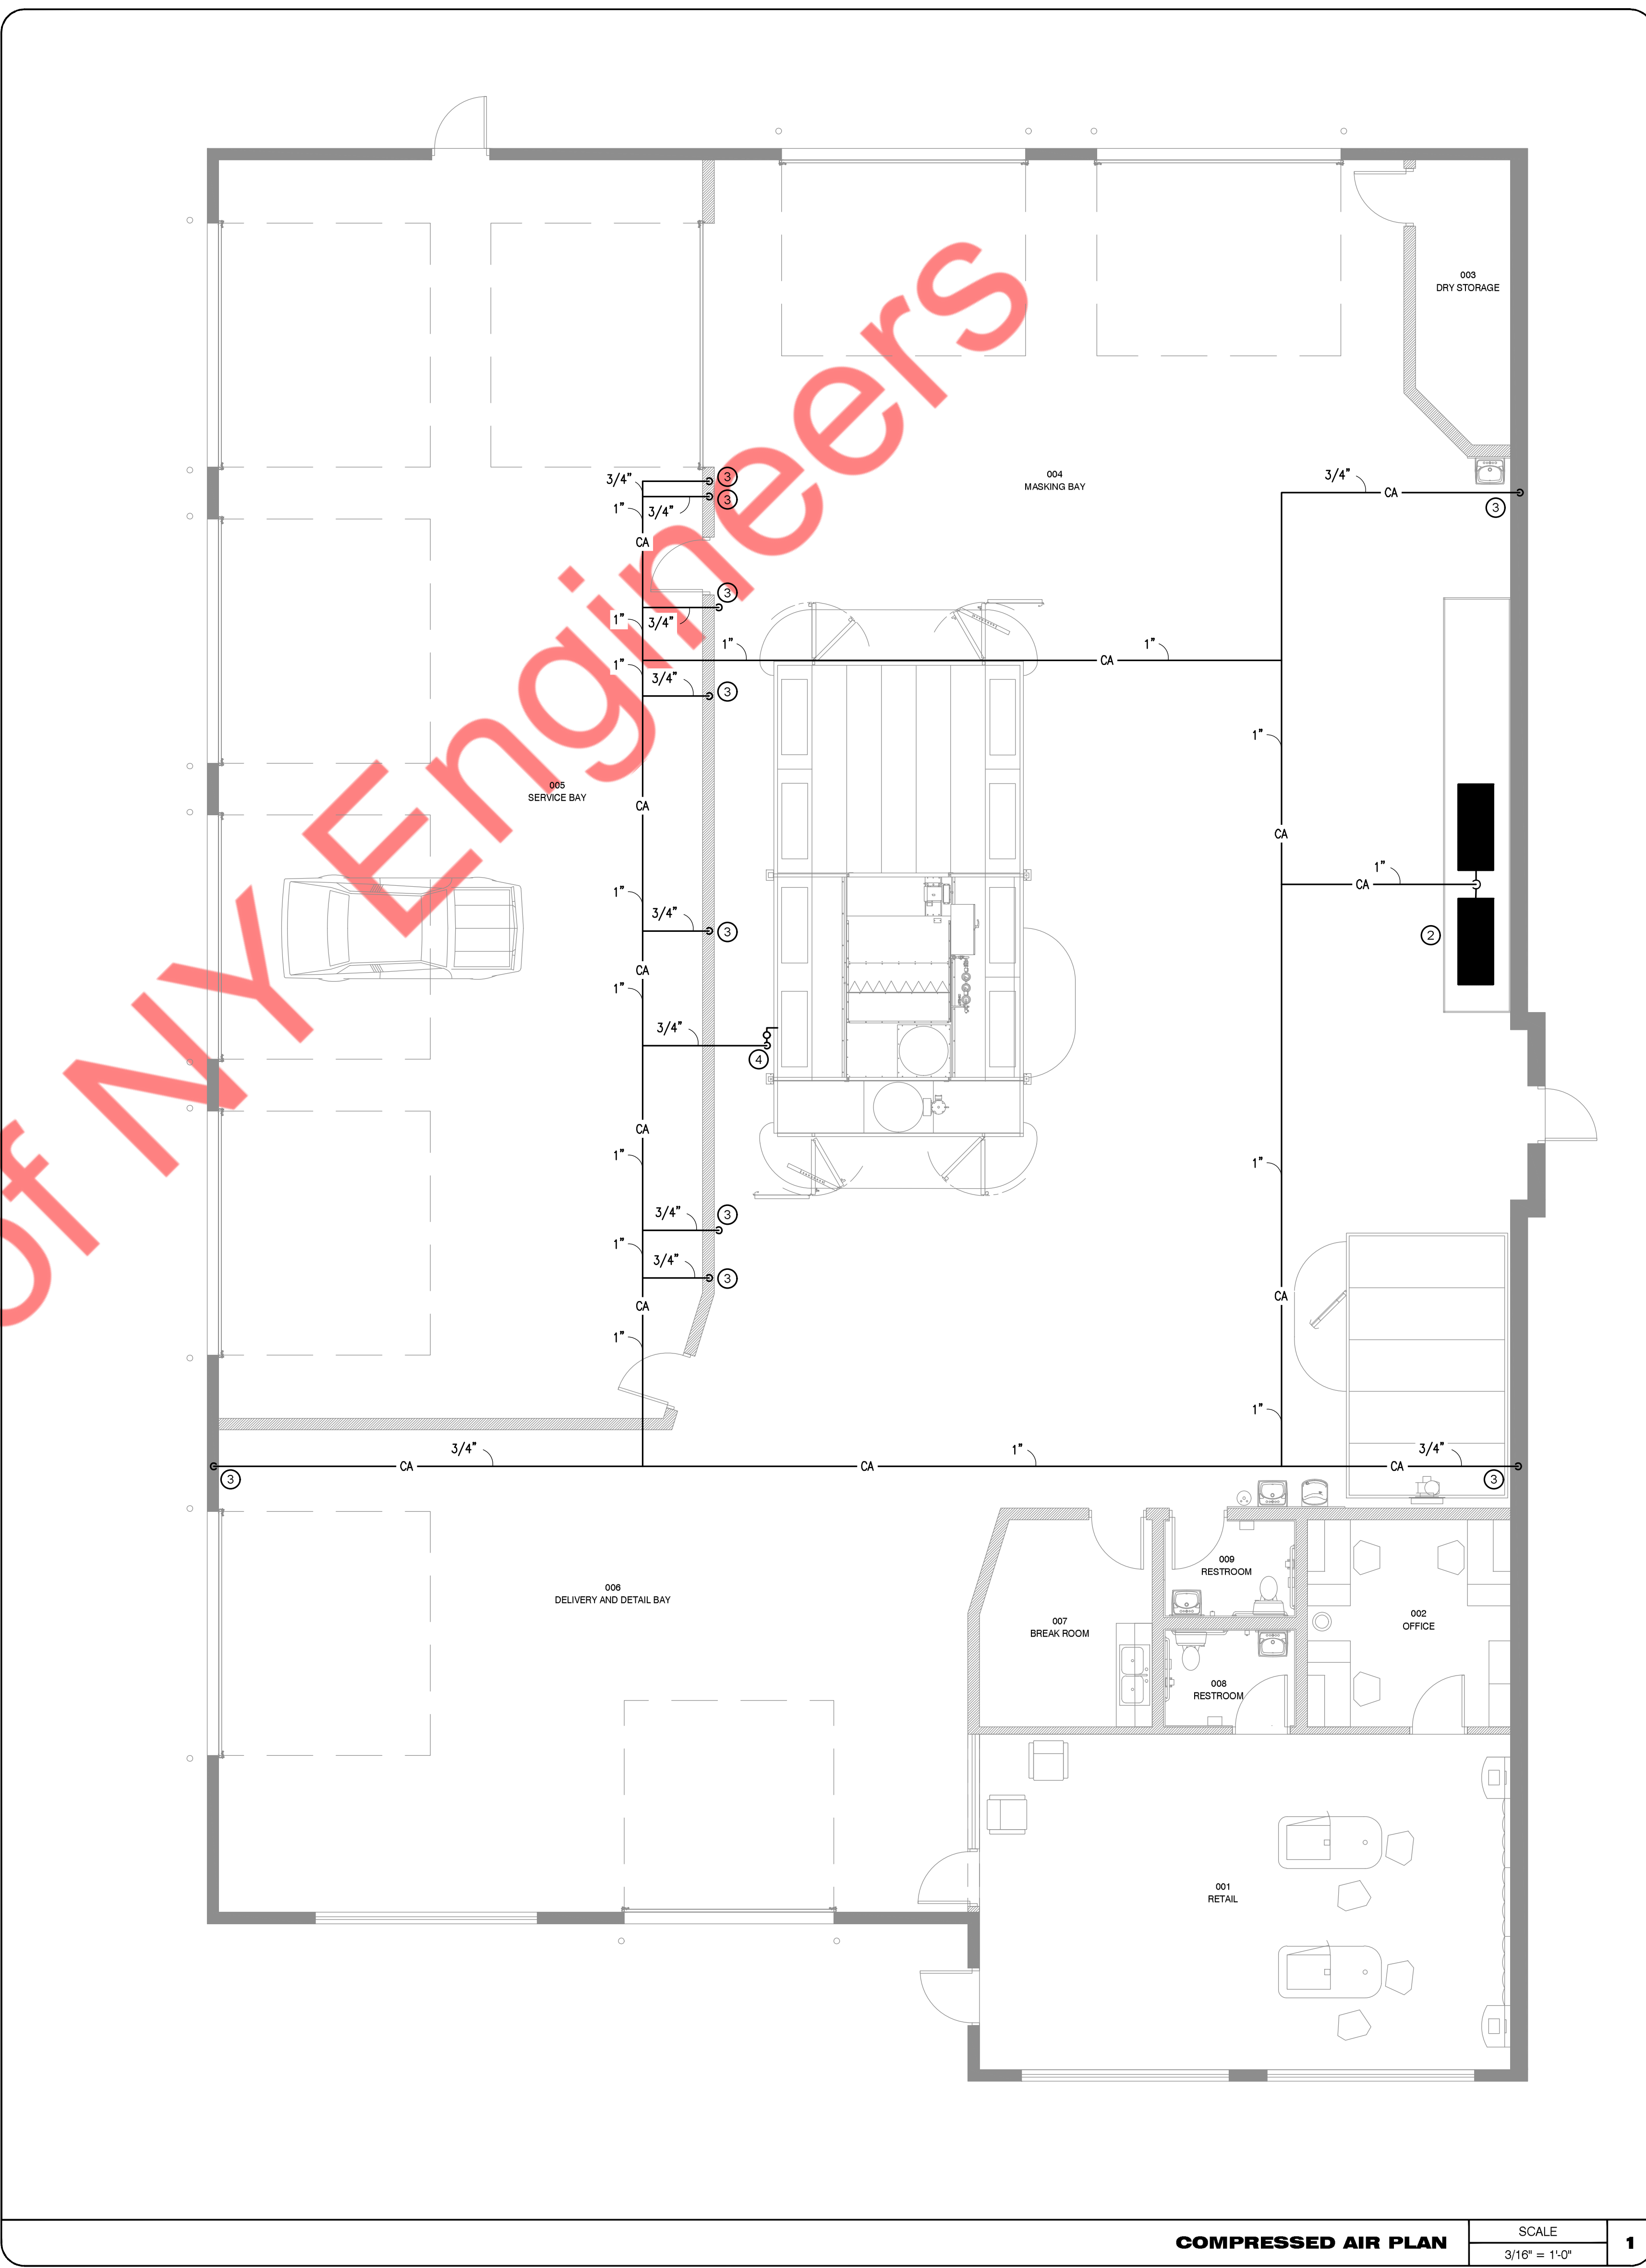 003
DRY STORAGE
004
MASKING BAY
3/4"
3
3
1"
3/4"
CA
3/4"
CA
3
3
1"
3/4"
1"
1"
CA
1"
3/4"
3
1"
005
SERVICE BAY
CA
CA
1"
CA
1"
3/4"
3
2
CA
1"
3/4"
4
CA
1"
1"
3/4"
3
1"
3/4"
3
CA
CA
1"
1"
3/4"
CA
3
CA
1"
3/4"
CA
3
006
DELIVERY AND DETAIL BAY
007
BREAK ROOM
009
RESTROOM
008
RESTROOM
002
OFFICE
001
RETAIL
of NY Engineers
COMPRESSED AIR PLAN
SCALE
3/16" = 1'-0"
1